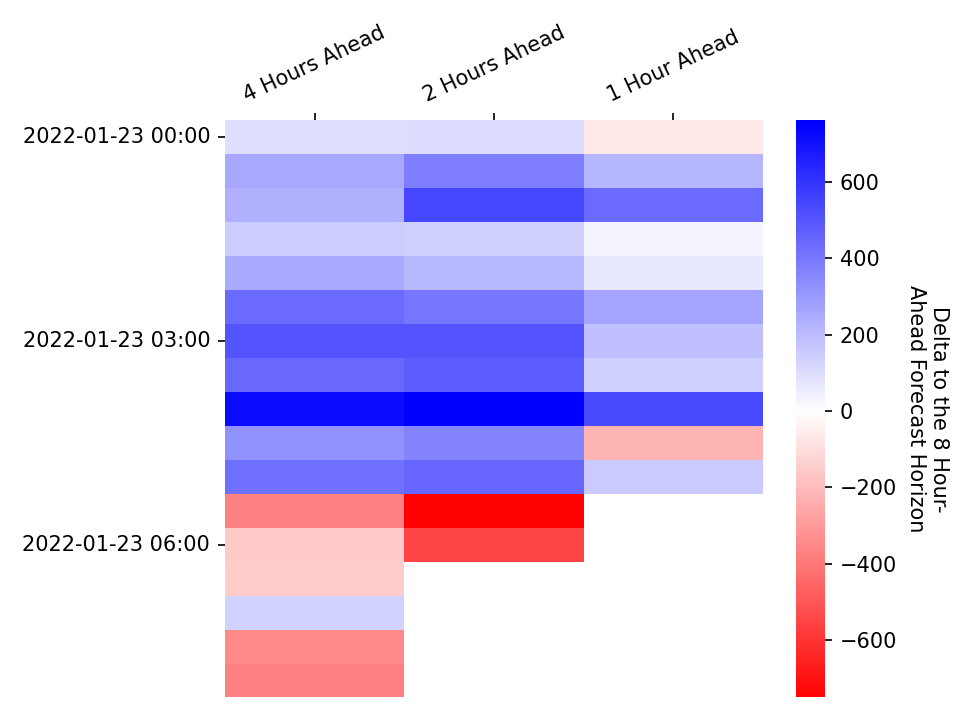 4 Hours Ahead
2 Hours Ahead
1 Hour Ahead
2022-01-23 00:00
2022-01-23 03:00
2022-01-23 06:00
600
400
200
0
−200
−400
−600
Delta to the 8 Hour-
Ahead Forecast Horizon